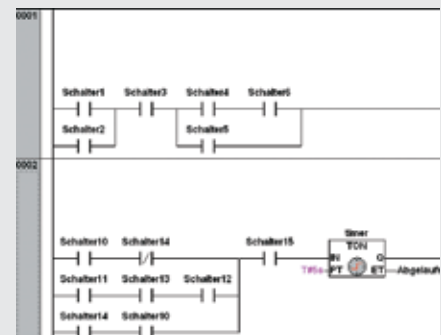 0001
Schalter1 Schalter3 Schalter4 Schalter6
Schalter2 Schalter5
0002
timer
Schalter10 Schalter14 Schalter15 TON
IN Q
T#5s PT ET Abgelaufe
Schalter11 Schalter13 Schalter12
Schalter14 Schalter10